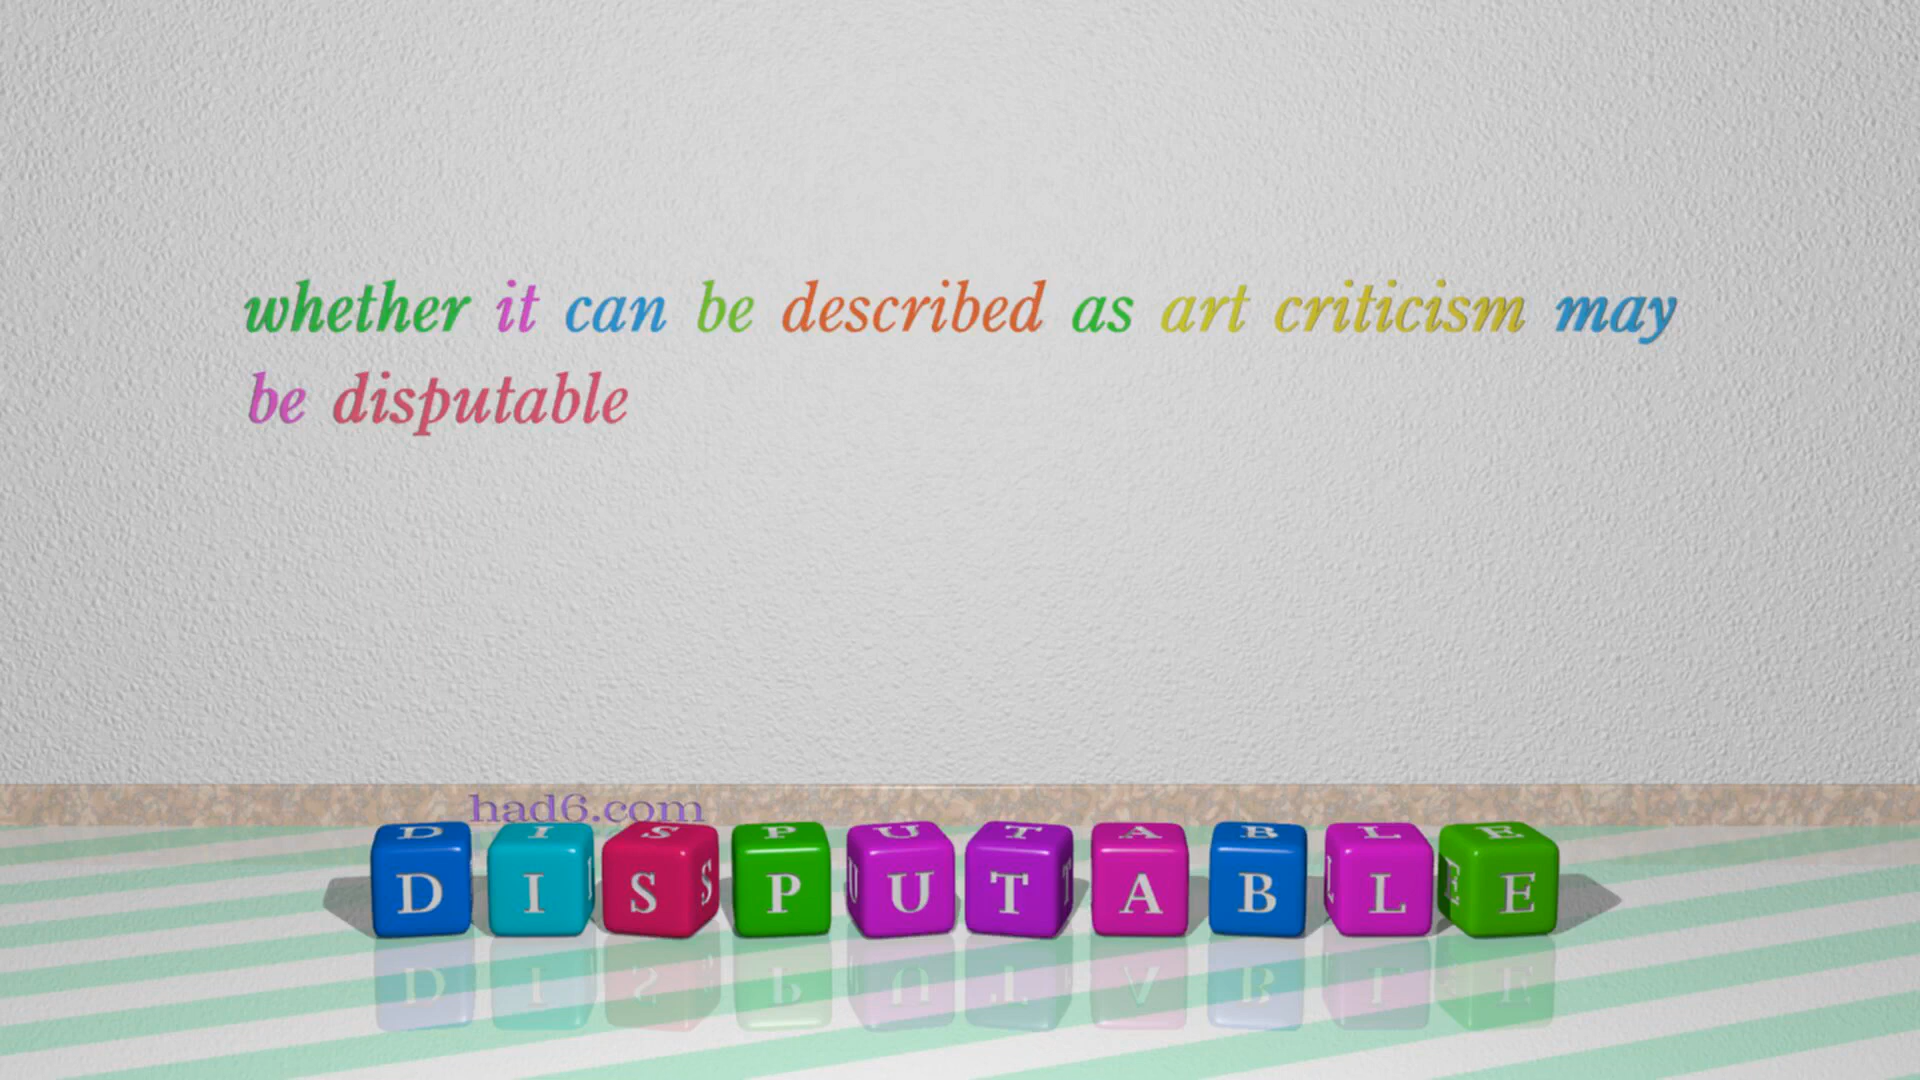 whether it can be described as art criticism may
be disputable
had6.com
DISPUTABLE